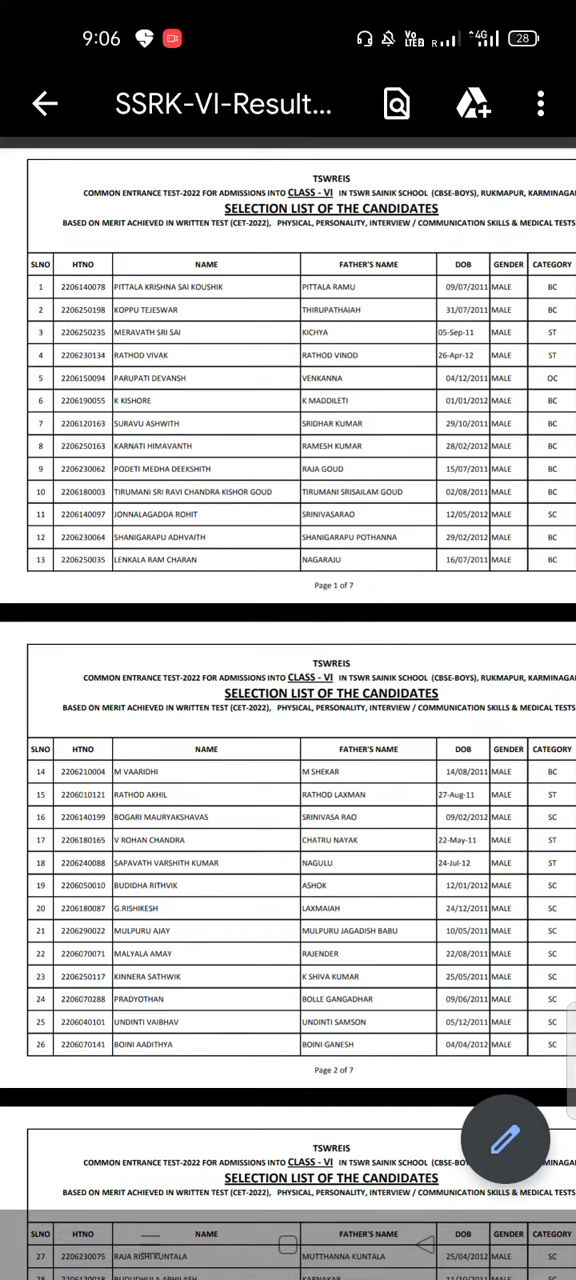 9:06 Vo LTE2 R 4G 28
SSRK-VI-Result...
TSWREIS
COMMON ENTRANCE TEST-2022 FOR ADMISSIONS INTO CLASS - VI IN TSWR SAINIK SCHOOL (CBSE-BOYS), RUKMAPUR, KARMINAGA
SELECTION LIST OF THE CANDIDATES
BASED ON MERIT ACHIEVED IN WRITTEN TEST (CET-2022), PHYSICAL, PERSONALITY, INTERVIEW / COMMUNICATION SKILLS & MEDICAL TESTS
SLNO HTNO NAME FATHER'S NAME DOB GENDER CATEGORY
1 2206140078 PITTALA KRISHNA SAI KOUSHIK PITTALA RAMU 09/07/2011 MALE BC
2 2206250198 KOPPU TEJESWAR THIRUPATHAIAH 31/07/2011 MALE BC
3 2206250235 MERAVATH SRI SAI KICHYA 05-Sep-11 MALE ST
4 2206230134 RATHOD VIVAK RATHOD VINOD 26-Apr-12 MALE ST
5 2206150094 PARUPATI DEVANSH VENKANNA 04/12/2011 MALE OC
6 2206190055 K KISHORE K MADDILETI 01/01/2012 MALE BC
7 2206120163 SURAVU ASHWITH SRIDHAR KUMAR 29/10/2011 MALE BC
8 2206250163 KARNATI HIMAVANTH RAMESH KUMAR 28/02/2012 MALE BC
9 2206230062 PODETI MEDHA DEEKSHITH RAJA GOUD 15/07/2011 MALE BC
10 2206180003 TIRUMANI SRI RAVI CHANDRA KISHOR GOUD TIRUMANI SRISAILAM GOUD 02/08/2011 MALE BC
11 2206140097 JONNALAGADDA ROHIT SRINIVASARAO 12/05/2012 MALE SC
12 2206230064 SHANIGARAPU ADHVAITH SHANIGARAPU POTHANNA 29/02/2012 MALE BC
13 2206250035 LENKALA RAM CHARAN NAGARAJU 16/07/2011 MALE BC
Page 1 of 7
TSWREIS
COMMON ENTRANCE TEST-2022 FOR ADMISSIONS INTO CLASS - VI IN TSWR SAINIK SCHOOL (CBSE-BOYS), RUKMAPUR, KARMINAGA
SELECTION LIST OF THE CANDIDATES
BASED ON MERIT ACHIEVED IN WRITTEN TEST (CET-2022), PHYSICAL, PERSONALITY, INTERVIEW / COMMUNICATION SKILLS & MEDICAL TESTS
SLNO HTNO NAME FATHER'S NAME DOB GENDER CATEGORY
14 2206210004 M VAARIDHI M SHEKAR 14/08/2011 MALE BC
15 2206010121 RATHOD AKHIL RATHOD LAXMAN 27-Aug-11 MALE ST
16 2206140199 BOGARI MAURYAKSHAVAS SRINIVASA RAO 09/02/2012 MALE SC
17 2206180165 V ROHAN CHANDRA CHATRU NAYAK 22-May-11 MALE ST
18 2206240088 SAPAVATH VARSHITH KUMAR NAGULU 24-Jul-12 MALE ST
19 2206050010 BUDIDHA RITHVIK ASHOK 12/01/2012 MALE SC
20 2206180087 G.RISHIKESH LAXMAIAH 24/12/2011 MALE SC
21 2206290022 MULPURU AJAY MULPURU JAGADISH BABU 10/05/2011 MALE SC
22 2206070071 MALYALA AMAY RAJENDER 22/08/2011 MALE SC
23 2206250117 KINNERA SATHWIK K SHIVA KUMAR 25/05/2011 MALE SC
24 2206070288 PRADYOTHAN BOLLE GANGADHAR 09/06/2011 MALE SC
25 2206040101 UNDINTI VAIBHAV UNDINTI SAMSON 05/12/2011 MALE SC
26 2206070141 BOINI AADITHYA BOINI GANESH 04/04/2012 MALE SC
Page 2 of 7
TSWREIS
COMMON ENTRANCE TEST-2022 FOR ADMISSIONS INTO CLASS - VI IN TSWR SAINIK SCHOOL (CBSE-BO MINAGA
SELECTION LIST OF THE CANDIDATES
BASED ON MERIT ACHIEVED IN WRITTEN TEST (CET-2022), PHYSICAL, PERSONALITY, INTERVIEW / COMMUNICATION SKILLS & MEDICAL TESTS
SLNO HTNO NAME FATHER'S NAME DOB GENDER CATEGORY
27 2206230075 RAJA RISHI KUNTALA MUTTHANNA KUNTALA 25/04/2012 MALE SC